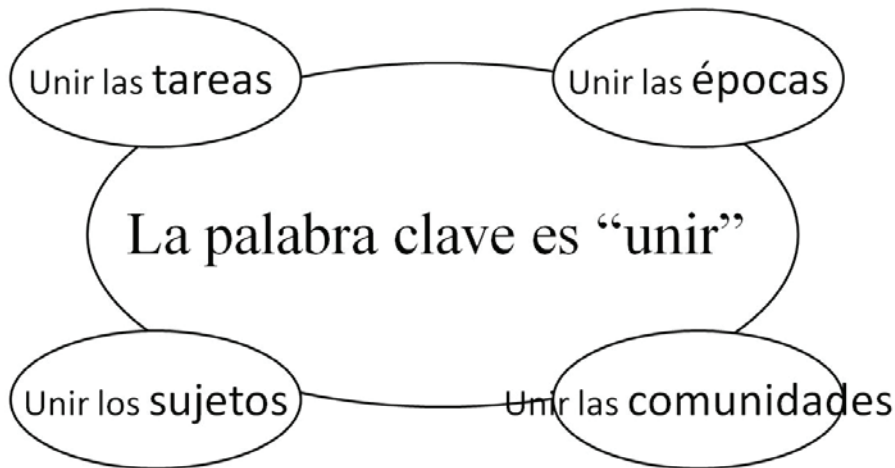 Unir las tareas
Unir las épocas
La palabra clave es “unir”
Unir los sujetos
Unir las comunidades